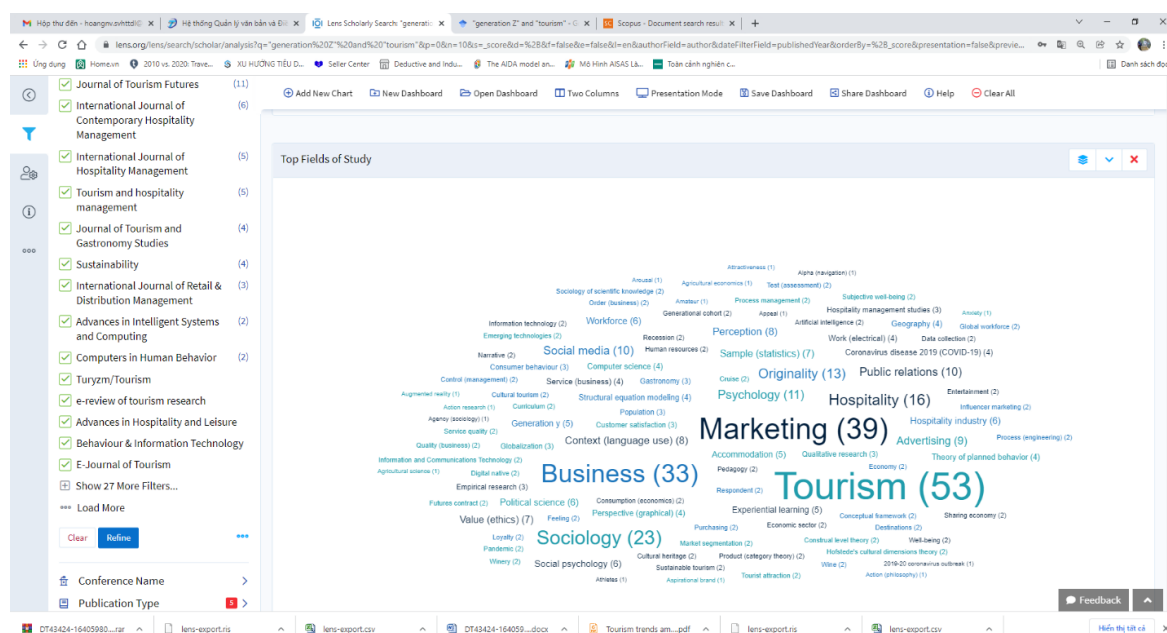 Hộp thư đến - hoangnv.svhttdl@
Hệ thống Quản lý văn bản và Đi
Lens Scholarly Search: "generatio
"generation Z" and "tourism" - G
Scopus - Document search result
lens.org/lens/search/scholar/analysis?q="generation%20Z"%20and%20"tourism"&p=0&n=10&s=_score&d=%2B&f=false&e=false&l=en&authorField=author&dateFilterField=publishedYear&orderBy=%2B_score&presentation=false&previe...
Ứng dụng
Home.vn
2010 vs. 2020: Trave...
XU HƯỚNG TIÊU D...
Seller Center
Deductive and Indu...
The AIDA model an...
Mô Hình AISAS Là...
Toàn cảnh nghiên c...
Danh sách đọc
Journal of Tourism Futures (11)
International Journal of (6)
Contemporary Hospitality
Management
International Journal of (5)
Hospitality Management
Tourism and hospitality (5)
management
Journal of Tourism and (4)
Gastronomy Studies
Sustainability (4)
International Journal of Retail & (3)
Distribution Management
Advances in Intelligent Systems (2)
and Computing
Computers in Human Behavior (2)
Turyzm/Tourism
e-review of tourism research
Advances in Hospitality and Leisure
Behaviour & Information Technology
E-Journal of Tourism
Show 27 More Filters...
Load More
Clear Refine
Conference Name
Publication Type 5
Add New Chart New Dashboard Open Dashboard Two Columns Presentation Mode Save Dashboard Share Dashboard Help Clear All
Top Fields of Study
Attractiveness (1)
Alpha (navigation) (1)
Arousal (1)
Agricultural economics (1)
Test (assessment) (2)
Sociology of scientific knowledge (2)
Order (business) (2)
Amateur (1)
Process management (2)
Subjective well-being (2)
Generational cohort (2)
Appeal (1)
Hospitality management studies (3)
Anxiety (1)
Information technology (2)
Workforce (6)
Artificial intelligence (2)
Geography (4)
Global workforce (2)
Emerging technologies (2)
Recession (2)
Perception (8)
Work (electrical) (4)
Data collection (2)
Narrative (2)
Social media (10)
Human resources (2)
Sample (statistics) (7)
Coronavirus disease 2019 (COVID-19) (4)
Consumer behaviour (3)
Computer science (4)
Control (management) (2)
Service (business) (4)
Gastronomy (3)
Cruise (2)
Originality (13)
Public relations (10)
Augmented reality (1)
Cultural tourism (2)
Structural equation modeling (4)
Psychology (11)
Hospitality (16)
Entertainment (2)
Action research (1)
Curriculum (2)
Population (3)
Influencer marketing (2)
Agency (sociology) (1)
Generation y (5)
Customer satisfaction (3)
Marketing (39)
Hospitality industry (6)
Service quality (2)
Quality (business) (2)
Globalization (3)
Context (language use) (8)
Advertising (9)
Process (engineering) (2)
Information and Communications Technology (2)
Accommodation (5)
Qualitative research (3)
Theory of planned behavior (4)
Agricultural science (1)
Digital native (2)
Business (33)
Pedagogy (2)
Economy (2)
Empirical research (3)
Respondent (2)
Tourism (53)
Futures contract (2)
Political science (6)
Consumption (economics) (2)
Experiential learning (5)
Sharing economy (2)
Value (ethics) (7)
Feeling (2)
Perspective (graphical) (4)
Conceptual framework (2)
Purchasing (2)
Economic sector (2)
Destinations (2)
Loyalty (2)
Sociology (23)
Market segmentation (2)
Construal level theory (2)
Well-being (2)
Pandemic (2)
Cultural heritage (2)
Product (category theory) (2)
Hofstede's cultural dimensions theory (2)
Winery (2)
Social psychology (6)
Sustainable tourism (2)
Wine (2)
2019-20 coronavirus outbreak (1)
Athletes (1)
Aspirational brand (1)
Tourist attraction (2)
Action (philosophy) (1)
Feedback
DT43424-16405980....rar
lens-export.ris
lens-export.csv
DT43424-164059....docx
Tourism trends am....pdf
lens-export.ris
lens-export.csv
Hiển thị tất cả